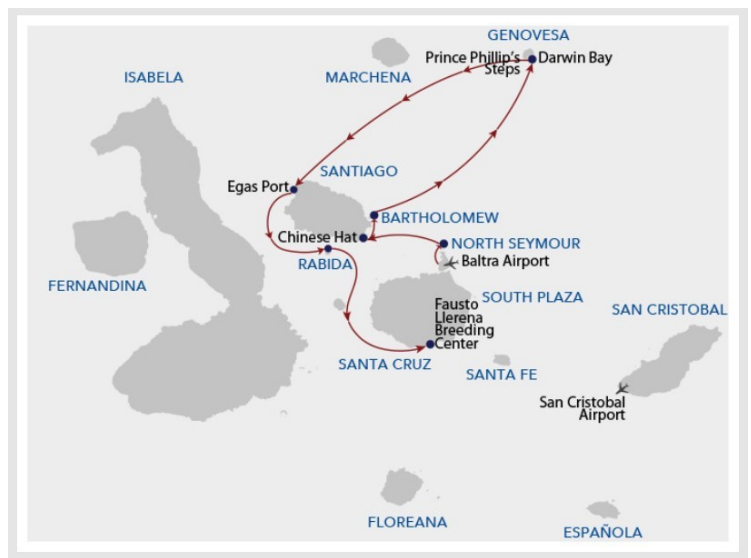 GENOVESA
Prince Phillip's
Steps
Darwin Bay
MARCHENA
ISABELA
SANTIAGO
Egas Port
BARTHOLOMEW
Chinese Hat
NORTH SEYMOUR
RABIDA
Baltra Airport
FERNANDINA
SOUTH PLAZA
Fausto
Llerena
Breeding
Center
SAN CRISTOBAL
SANTA CRUZ
SANTA FE
San Cristobal
Airport
FLOREANA
ESPAÑOLA